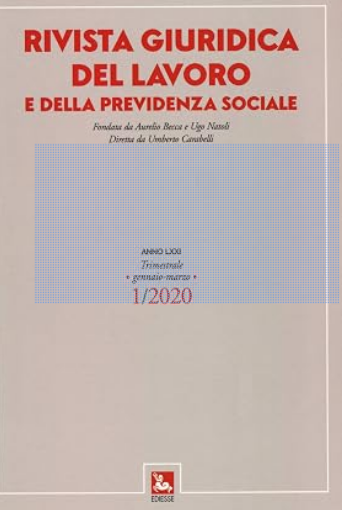 RIVISTA GIURIDICA
DEL LAVORO
E DELLA PREVIDENZA SOCIALE
Fondata da Aurelio Becca e Ugo Natoli
Diretta da Umberto Carabelli
ANNO LXXI
Trimestrale
• gennaio-marzo •
1/2020
EDIESSE